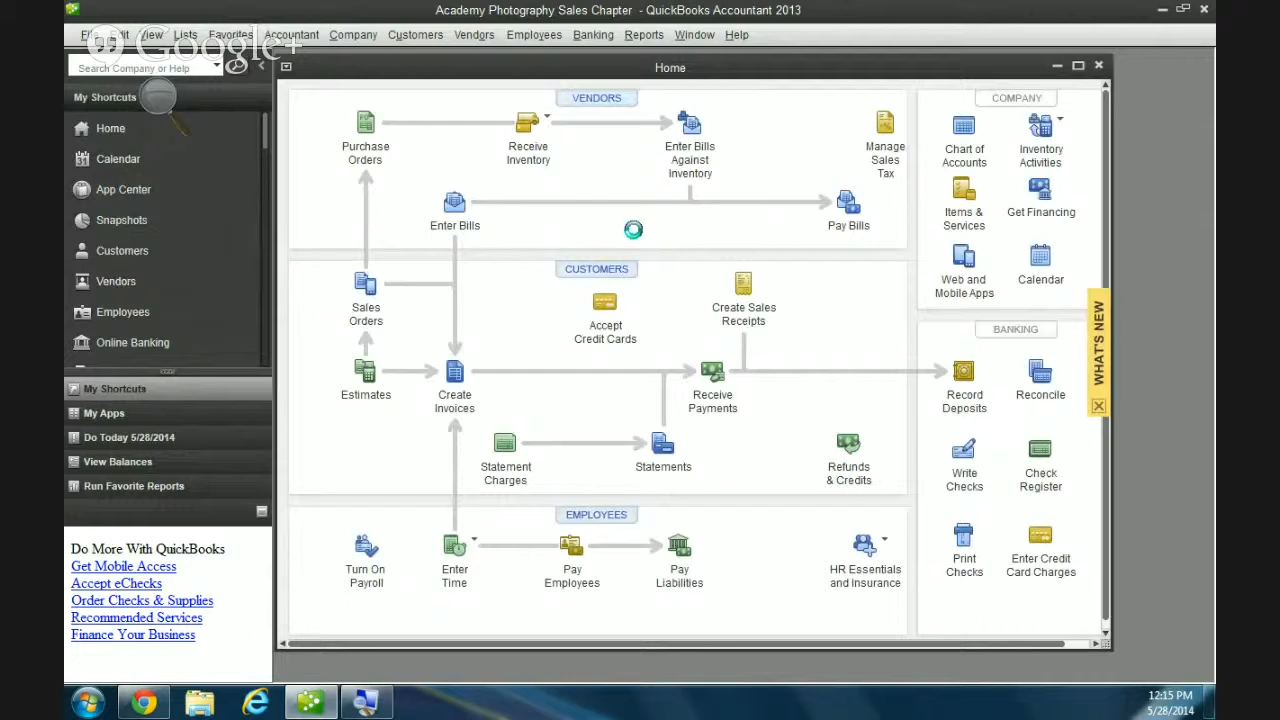 Academy Photography Sales Chapter - QuickBooks Accountant 2013
File Edit View Lists Favorites Accountant Company Customers Vendors Employees Banking Reports Window Help
Google+
Search Company or Help
Home
My Shortcuts
Home
Calendar
App Center
Snapshots
Customers
Vendors
Employees
Online Banking
My Shortcuts
My Apps
Do Today 5/28/2014
View Balances
Run Favorite Reports
Do More With QuickBooks
Get Mobile Access
Accept eChecks
Order Checks & Supplies
Recommended Services
Finance Your Business
VENDORS
Purchase
Orders
Receive
Inventory
Enter Bills
Against
Inventory
Manage
Sales
Tax
Enter Bills
Pay Bills
CUSTOMERS
Sales
Orders
Accept
Credit Cards
Create Sales
Receipts
Estimates
Create
Invoices
Receive
Payments
Statement
Charges
Statements
Refunds
& Credits
EMPLOYEES
Turn On
Payroll
Enter
Time
Pay
Employees
Pay
Liabilities
HR Essentials
and Insurance
COMPANY
Chart of
Accounts
Inventory
Activities
Items &
Services
Get Financing
Web and
Mobile Apps
Calendar
BANKING
Record
Deposits
Reconcile
Write
Checks
Check
Register
Print
Checks
Enter Credit
Card Charges
WHAT'S NEW
12:15 PM
5/28/2014